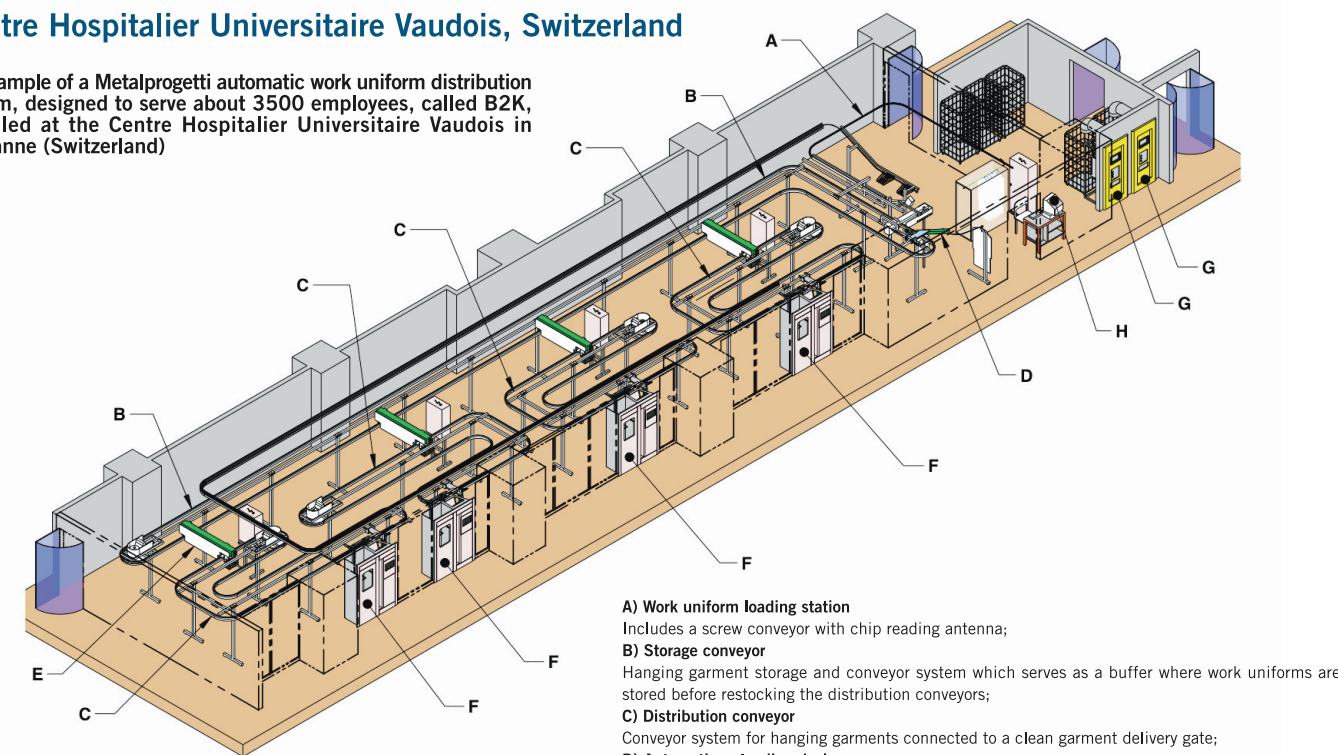 tre Hospitalier Universitaire Vaudois, Switzerland
ample of a Metalprogetti automatic work uniform distribution
m, designed to serve about 3500 employees, called B2K,
led at the Centre Hospitalier Universitaire Vaudois in
anne (Switzerland)
A
B
C
C
C
B
G
G
H
D
F
F
F
F
E
C
A) Work uniform loading station
Includes a screw conveyor with chip reading antenna;
B) Storage conveyor
Hanging garment storage and conveyor system which serves as a buffer where work uniforms are
stored before restocking the distribution conveyors;
C) Distribution conveyor
Conveyor system for hanging garments connected to a clean garment delivery gate;